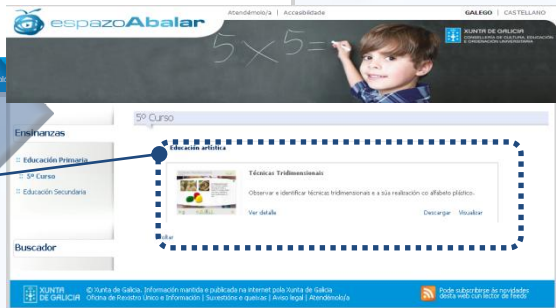 espazoAbalar
Atendémolo/a | Accesibilidade
GALEGO | CASTELLANO
XUNTA DE GALICIA
CONSELLERÍA DE CULTURA, EDUCACIÓN
E ORDENACIÓN UNIVERSITARIA
5×5=
5º Curso
Ensinanzas
Educación Primaria
5º Curso
Educación Secundaria
Buscador
Educación artística
Técnicas Tridimensionais
Observar e identificar técnicas tridimensionais e a súa realización co alfabeto plástico.
Ver detalle
Descargar Visualizar
XUNTA
DE GALICIA
© Xunta de Galicia. Información mantida e publicada na internet pola Xunta de Galicia
Oficina de Rexistro Único e Información | Suxestións e queixas | Aviso legal | Atendémolo/a
Pode subscribirse ás novidades
desta web cun lector de feeds